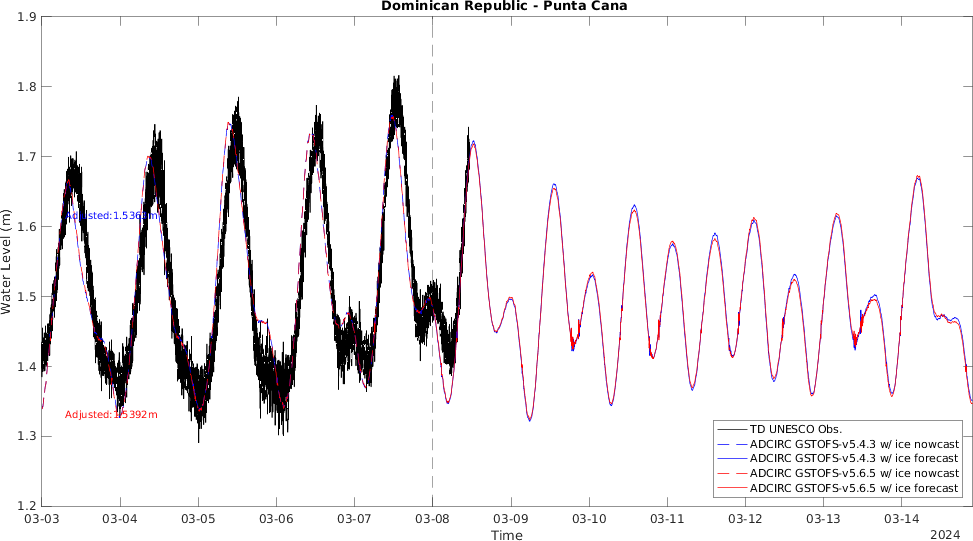 Dominican Republic - Punta Cana
1.9
1.8
1.7
1.6
1.5
1.4
1.3
1.2
Water Level (m)
Adjusted:1.5362m
Adjusted:1.5392m
TD UNESCO Obs.
ADCIRC GSTOFS-v5.4.3 w/ ice nowcast
ADCIRC GSTOFS-v5.4.3 w/ ice forecast
ADCIRC GSTOFS-v5.6.5 w/ ice nowcast
ADCIRC GSTOFS-v5.6.5 w/ ice forecast
03-03 03-04 03-05 03-06 03-07 03-08 03-09 03-10 03-11 03-12 03-13 03-14
Time
2024